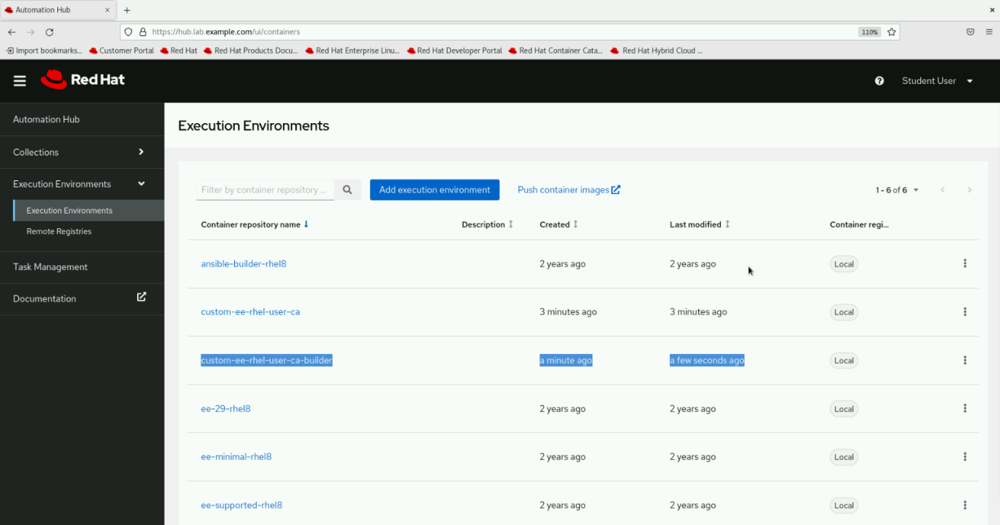 Automation Hub
https://hub.lab.example.com/ui/containers
110%
Import bookmarks... Customer Portal Red Hat Red Hat Products Docu... Red Hat Enterprise Linu... Red Hat Developer Portal Red Hat Container Cata... Red Hat Hybrid Cloud ...
Red Hat
Student User
Automation Hub
Collections
Execution Environments
Execution Environments
Remote Registries
Task Management
Documentation
Execution Environments
Filter by container repository ... Add execution environment Push container images 1 - 6 of 6
Container repository name Description Created Last modified Container regi...
ansible-builder-rhel8 2 years ago 2 years ago Local
custom-ee-rhel-user-ca 3 minutes ago 3 minutes ago Local
custom-ee-rhel-user-ca-builder a minute ago a few seconds ago Local
ee-29-rhel8 2 years ago 2 years ago Local
ee-minimal-rhel8 2 years ago 2 years ago Local
ee-supported-rhel8 2 years ago 2 years ago Local